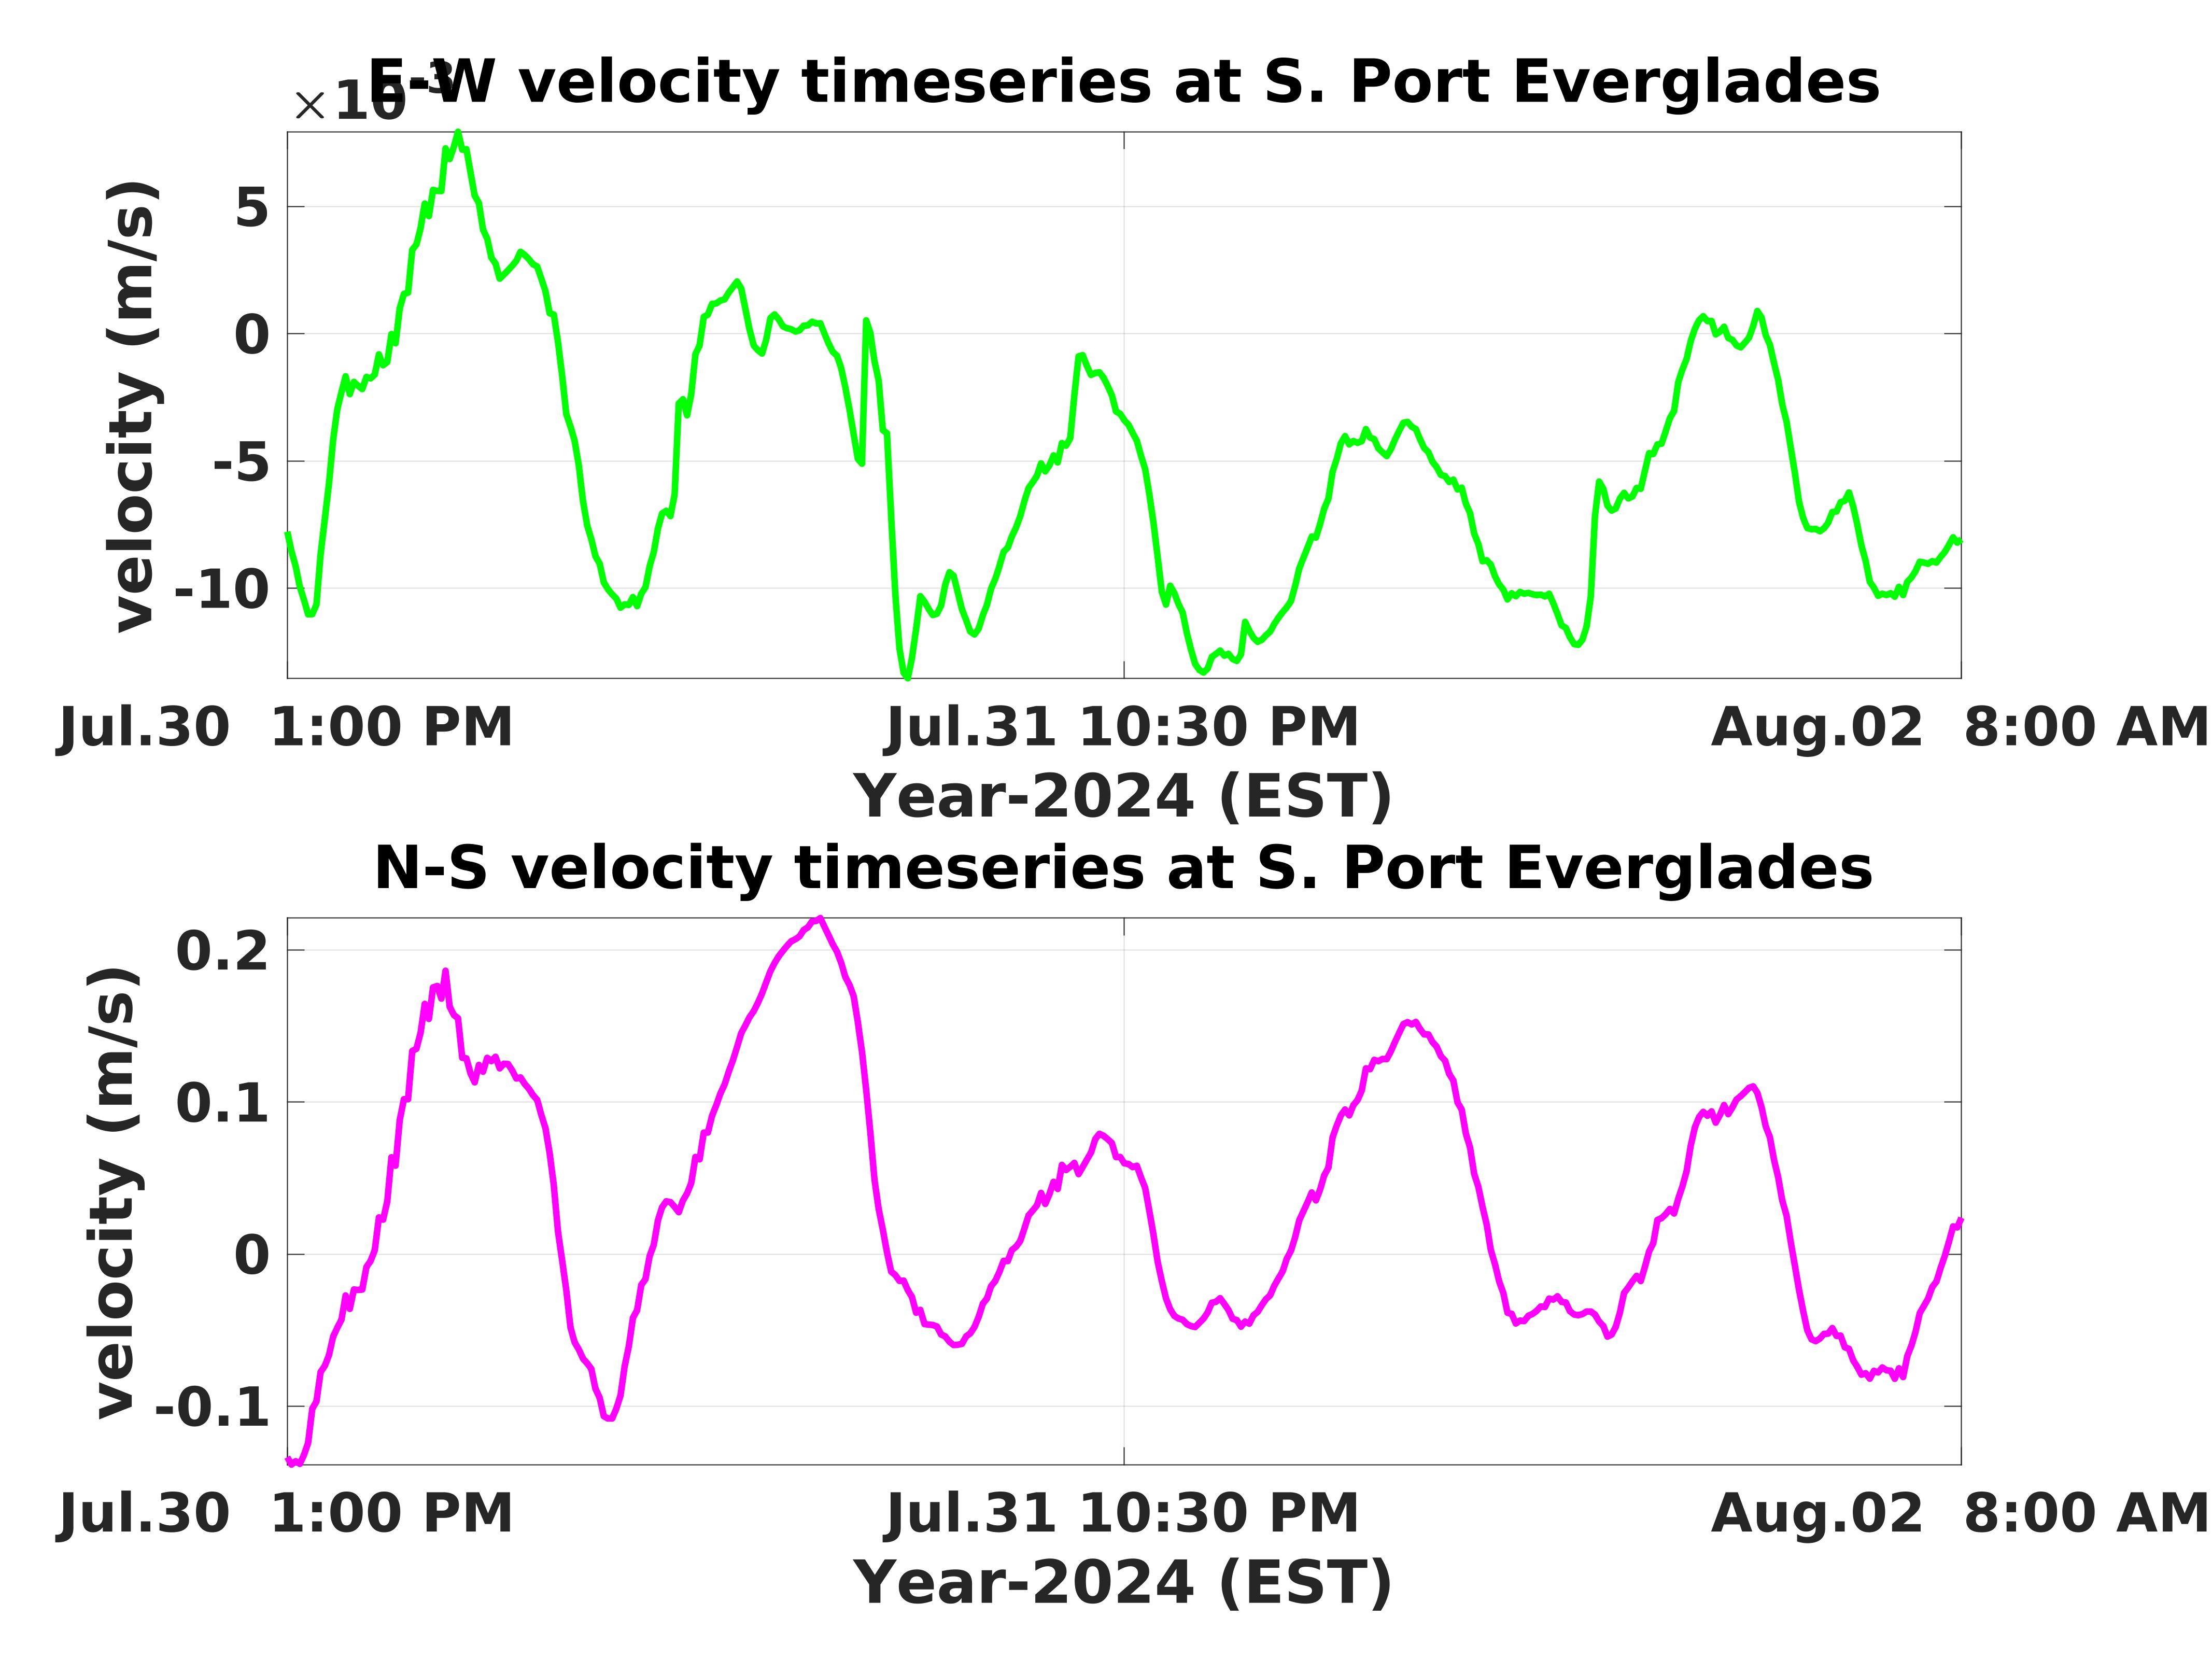 ×10-3
E-W velocity timeseries at S. Port Everglades
velocity (m/s)
5
0
-5
-10
Jul.30  1:00 PM Jul.31 10:30 PM Aug.02  8:00 AM
Year-2024 (EST)
N-S velocity timeseries at S. Port Everglades
velocity (m/s)
0.2
0.1
0
-0.1
Jul.30  1:00 PM Jul.31 10:30 PM Aug.02  8:00 AM
Year-2024 (EST)